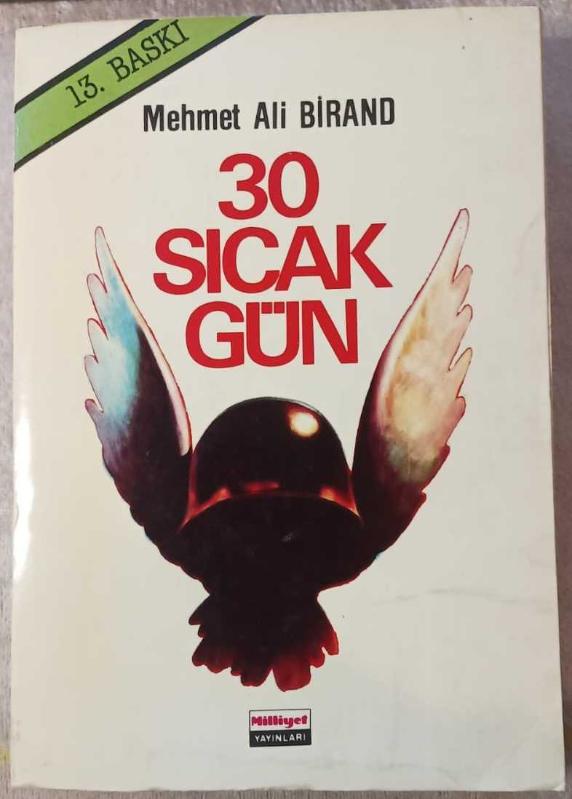 13. BASKI
Mehmet Ali BİRAND
30
SICAK
GÜN
Milliyet
YAYINLARI